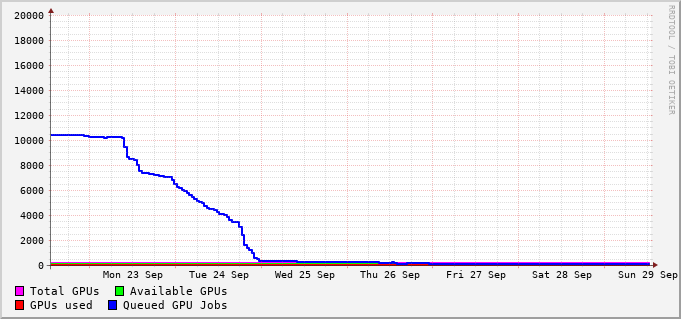 20000
18000
16000
14000
12000
10000
8000
6000
4000
2000
0
Mon 23 Sep Tue 24 Sep Wed 25 Sep Thu 26 Sep Fri 27 Sep Sat 28 Sep Sun 29 Sep
Total GPUs Available GPUs
GPUs used Queued GPU Jobs
RRDTOOL / TOBI OETIKER